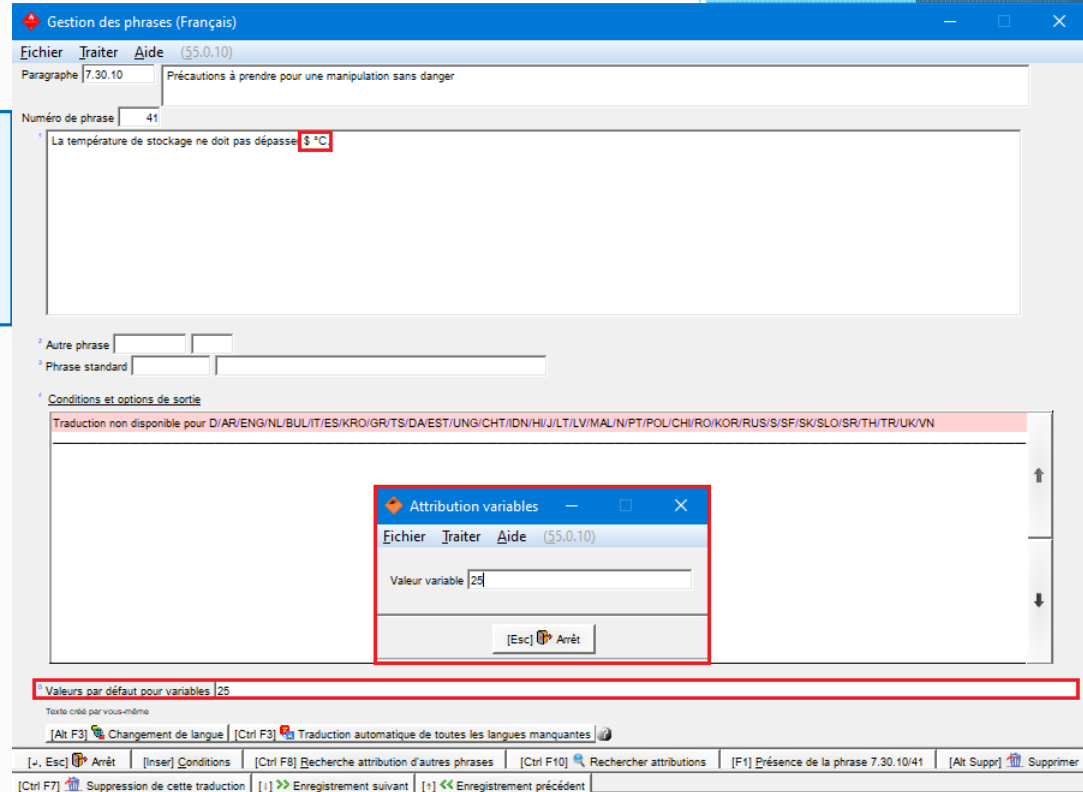 Gestion des phrases (Français)
Fichier Traiter Aide (55.0.10)
Paragraphe 7.30.10 Précautions à prendre pour une manipulation sans danger
Numéro de phrase 41
1 La température de stockage ne doit pas dépasser $ °C.
2 Autre phrase
3 Phrase standard
4 Conditions et options de sortie
Traduction non disponible pour D/AR/ENG/NL/BUL/IT/ES/KRO/GR/TS/DA/EST/UNG/CHT/IDN/HI/J/LT/LV/MAL/N/PT/POL/CHI/RO/KOR/RUS/S/SF/SK/SLO/SR/TH/TR/UK/VN
Attribution variables
Fichier Traiter Aide (55.0.10)
Valeur variable 25
[Esc] Arrêt
5 Valeurs par défaut pour variables 25
Texte créé par vous-même
[Alt F3] Changement de langue [Ctrl F3] Traduction automatique de toutes les langues manquantes
[↵, Esc] Arrêt [Inser] Conditions [Ctrl F8] Recherche attribution d'autres phrases [Ctrl F10] Rechercher attributions [F1] Présence de la phrase 7.30.10/41 [Alt Suppr] Supprimer
[Ctrl F7] Suppression de cette traduction [↓] >> Enregistrement suivant [↑] << Enregistrement précédent